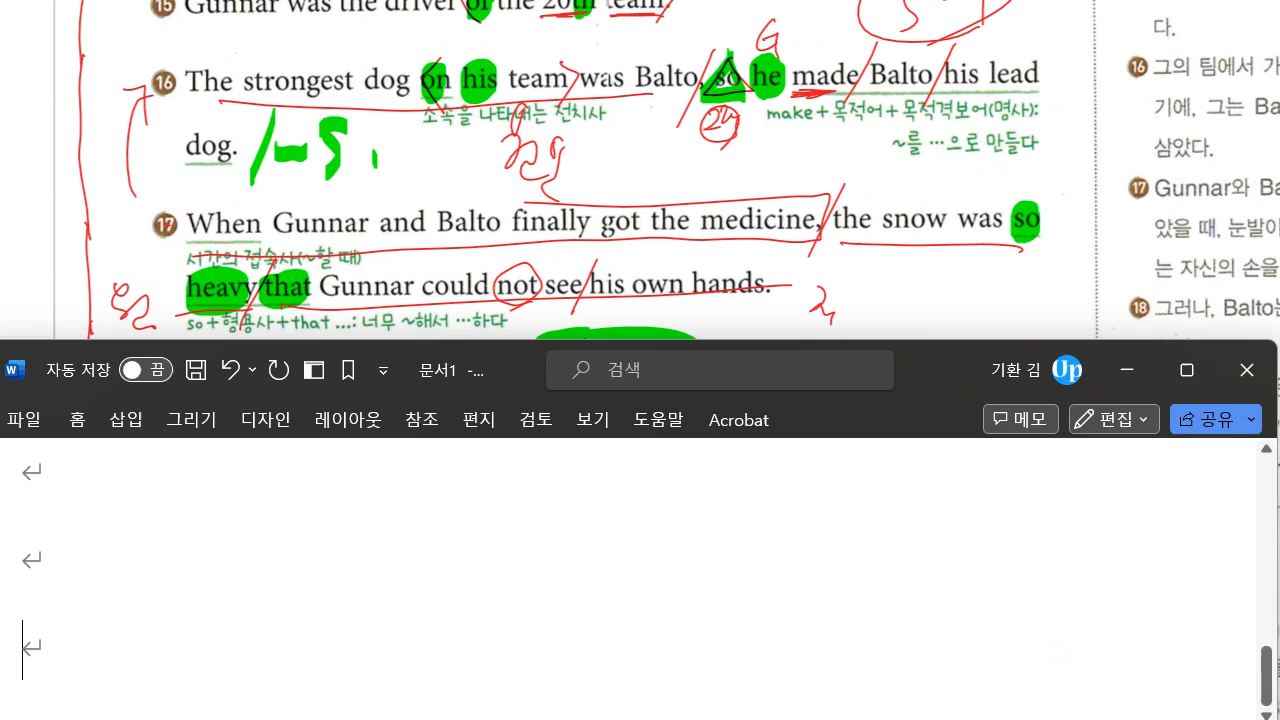 15 Gunnar was the driver of the 20th team.
16 The strongest dog on his team was Balto, so he made Balto his lead
소속을 나타내는 전치사
make+목적어+목적격보어(명사):
~를 …으로 만들다
dog.
17 When Gunnar and Balto finally got the medicine, the snow was so
시간의 접속사(~할 때)
heavy that Gunnar could not see his own hands.
so+형용사+that …: 너무 ~해서 …하다
다.
16 그의 팀에서 가
기에, 그는 Ba
삼았다.
17 Gunnar와 Ba
았을 때, 눈발이
는 자신의 손을
18 그러나, Balto는
자동 저장 끔 문서1 -... 검색 기환 김 Up
파일 홈 삽입 그리기 디자인 레이아웃 참조 편지 검토 보기 도움말 Acrobat 메모 편집 공유